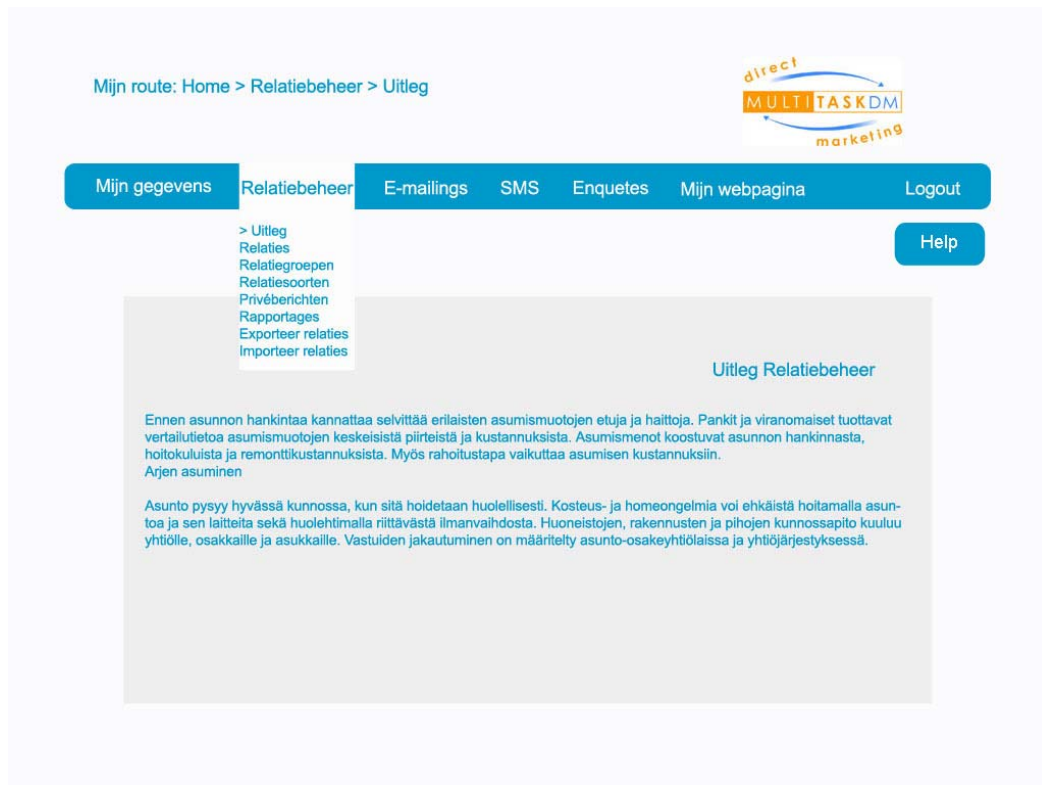 Mijn route: Home > Relatiebeheer > Uitleg
direct
MULTITASKDM
marketing
Mijn gegevens Relatiebeheer E-mailings SMS Enquetes Mijn webpagina Logout
Help
> Uitleg
Relaties
Relatiegroepen
Relatiesoorten
Privéberichten
Rapportages
Exporteer relaties
Importeer relaties
Uitleg Relatiebeheer
Ennen asunnon hankintaa kannattaa selvittää erilaisten asumismuotojen etuja ja haittoja. Pankit ja viranomaiset tuottavat
vertailutietoa asumismuotojen keskeisistä piirteistä ja kustannuksista. Asumismenot koostuvat asunnon hankinnasta,
hoitokuluista ja remonttikustannuksista. Myös rahoitustapa vaikuttaa asumisen kustannuksiin.
Arjen asuminen
Asunto pysyy hyvässä kunnossa, kun sitä hoidetaan huolellisesti. Kosteus- ja homeongelmia voi ehkäistä hoitamalla asun-
toa ja sen laitteita sekä huolehtimalla riittävästä ilmanvaihdosta. Huoneistojen, rakennusten ja pihojen kunnossapito kuuluu
yhtiölle, osakkaille ja asukkaille. Vastuiden jakautuminen on määritelty asunto-osakeyhtiölaissa ja yhtiöjärjestyksessä.